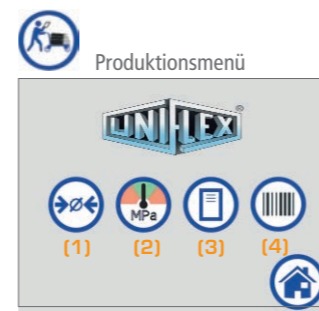 Produktionsmenü
UNIFLEX®
MPa
(1) (2) (3) (4)